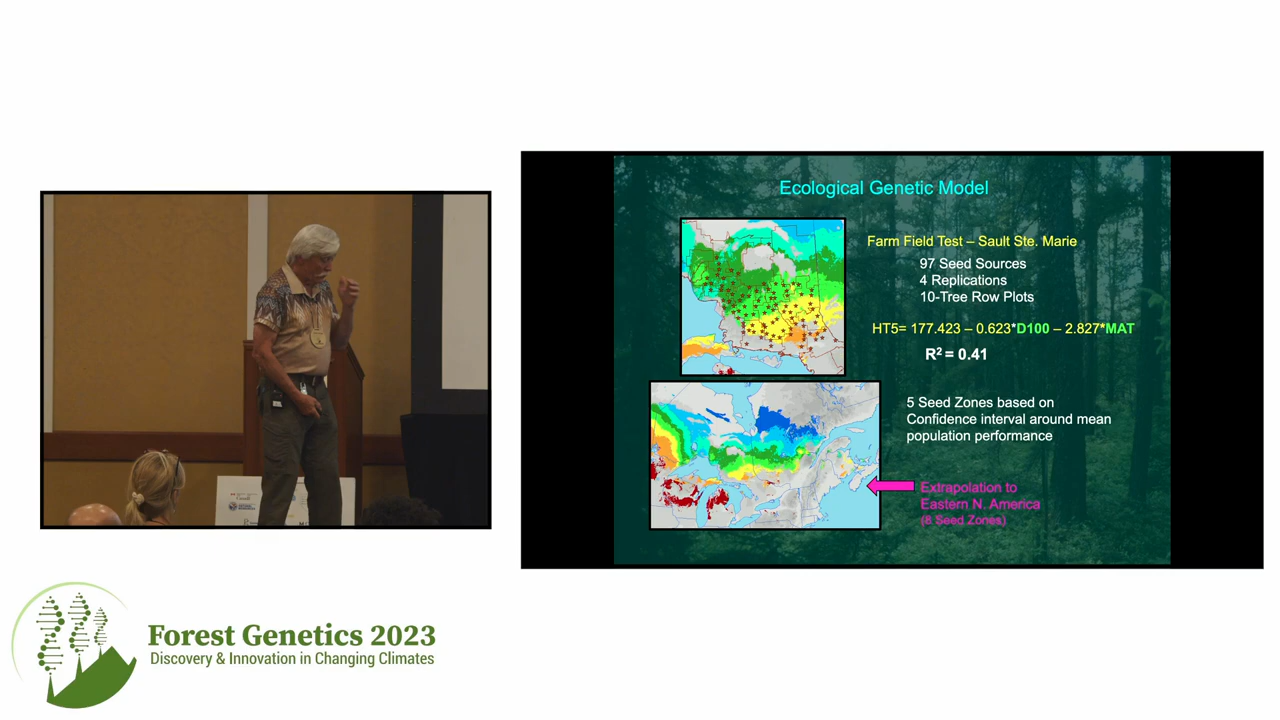 Ecological Genetic Model
Farm Field Test – Sault Ste. Marie
97 Seed Sources
4 Replications
10-Tree Row Plots
HT5= 177.423 – 0.623*D100 – 2.827*MAT
R² = 0.41
5 Seed Zones based on
Confidence interval around mean
population performance
Extrapolation to
Eastern N. America
(8 Seed Zones)
Forest Genetics 2023
Discovery & Innovation in Changing Climates